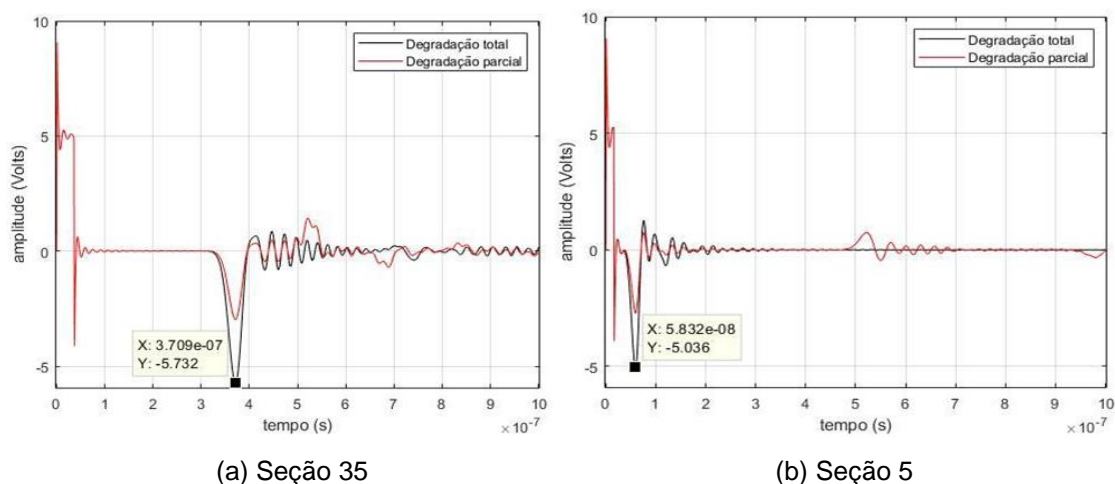 10
5
0
-5
amplitude (Volts)
Degradação total
Degradação parcial
X: 3.709e-07
Y: -5.732
0 1 2 3 4 5 6 7 8 9 10
tempo (s)
×10⁻⁷
(a) Seção 35
10
5
0
-5
amplitude (Volts)
Degradação total
Degradação parcial
X: 5.832e-08
Y: -5.036
0 1 2 3 4 5 6 7 8 9 10
tempo (s)
×10⁻⁷
(b) Seção 5